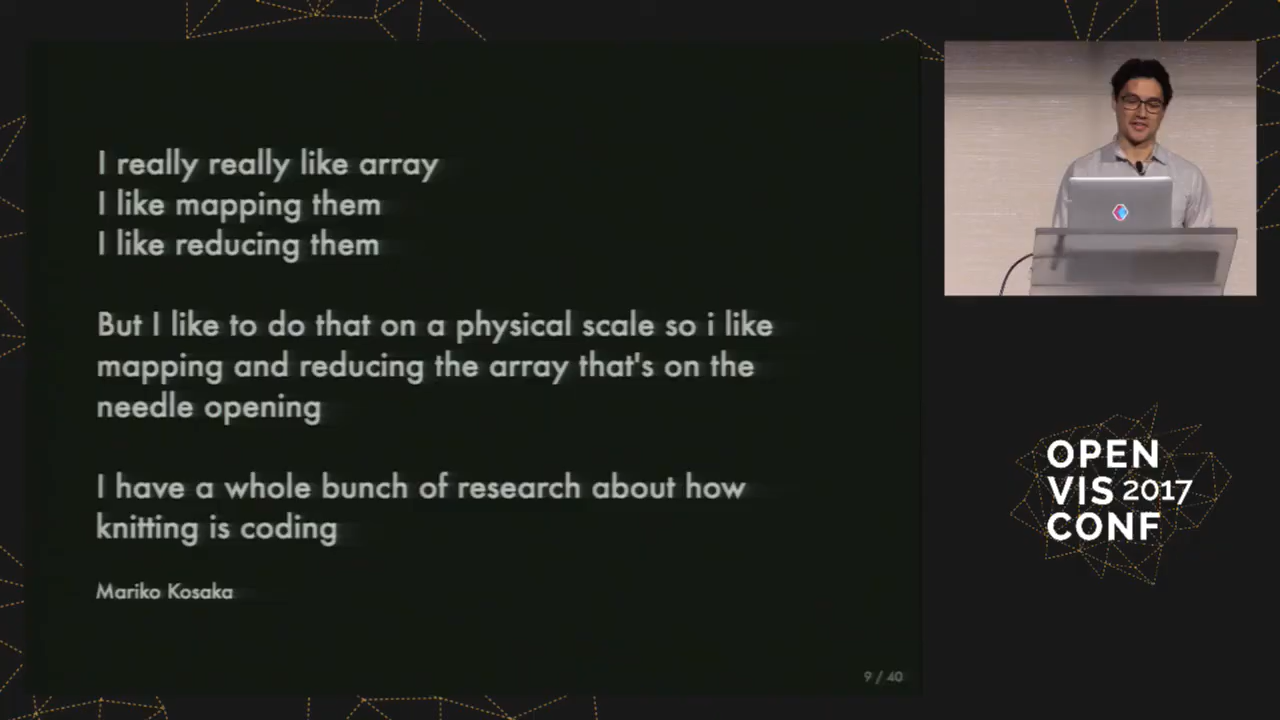 I really really like array
I like mapping them
I like reducing them
But I like to do that on a physical scale so i like
mapping and reducing the array that's on the
needle opening
I have a whole bunch of research about how
knitting is coding
Mariko Kosaka
9 / 40
OPEN
VIS 2017
CONF